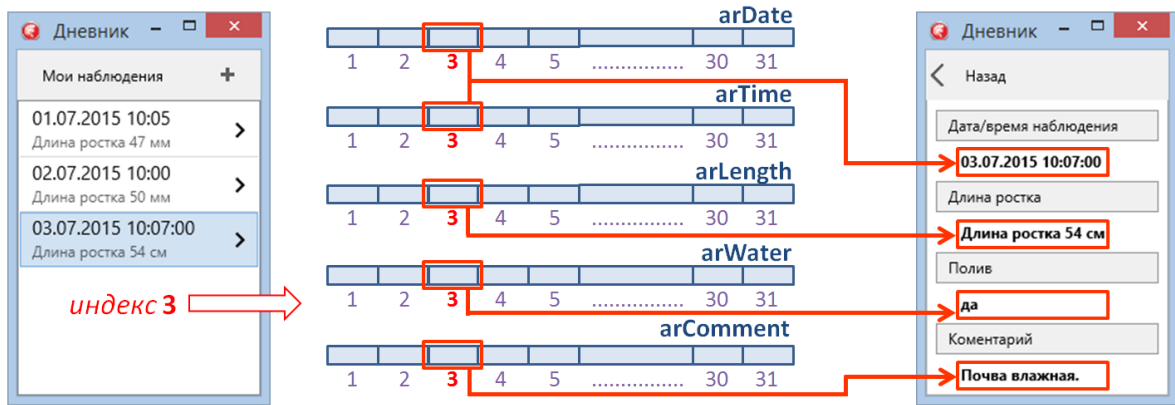 Дневник
Мои наблюдения +
01.07.2015 10:05
Длина ростка 47 мм
02.07.2015 10:00
Длина ростка 50 мм
03.07.2015 10:07:00
Длина ростка 54 см
индекс 3
arDate
1 2 3 4 5 ............... 30 31
arTime
1 2 3 4 5 ............... 30 31
arLength
1 2 3 4 5 ............... 30 31
arWater
1 2 3 4 5 ............... 30 31
arComment
1 2 3 4 5 ............... 30 31
Дневник
Назад
Дата/время наблюдения
03.07.2015 10:07:00
Длина ростка
Длина ростка 54 см
Полив
да
Коментарий
Почва влажная.